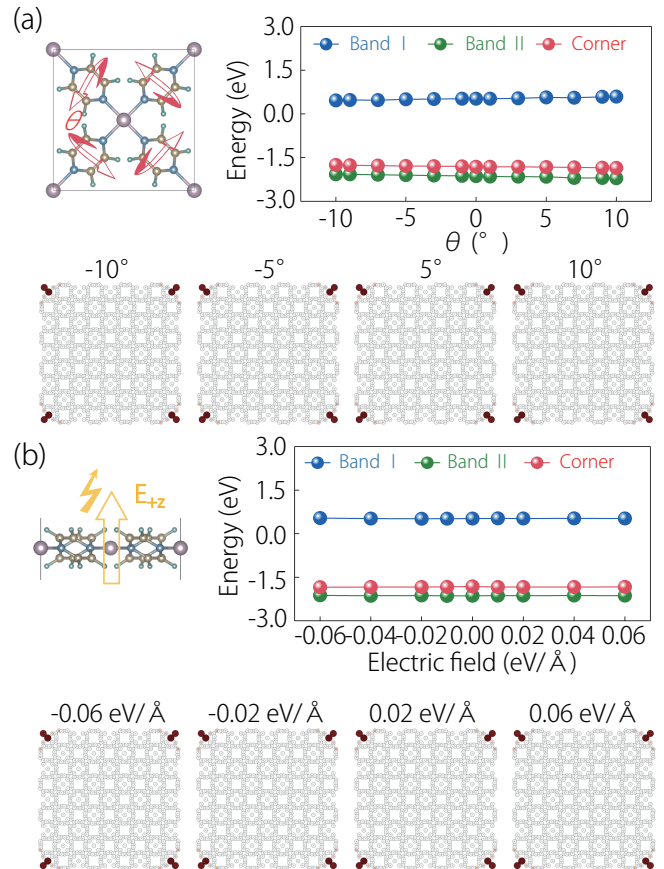 (a)
θ
Band Ⅰ Band Ⅱ Corner
Energy (eV)
3.0
1.5
0.0
-1.5
-3.0
-10 -5 0 5 10
θ (°)
-10° -5° 5° 10°
(b)
E+z
Band Ⅰ Band Ⅱ Corner
Energy (eV)
3.0
1.5
0.0
-1.5
-3.0
-0.06 -0.04 -0.02 0.00 0.02 0.04 0.06
Electric field (eV/Å)
-0.06 eV/Å -0.02 eV/Å 0.02 eV/Å 0.06 eV/Å